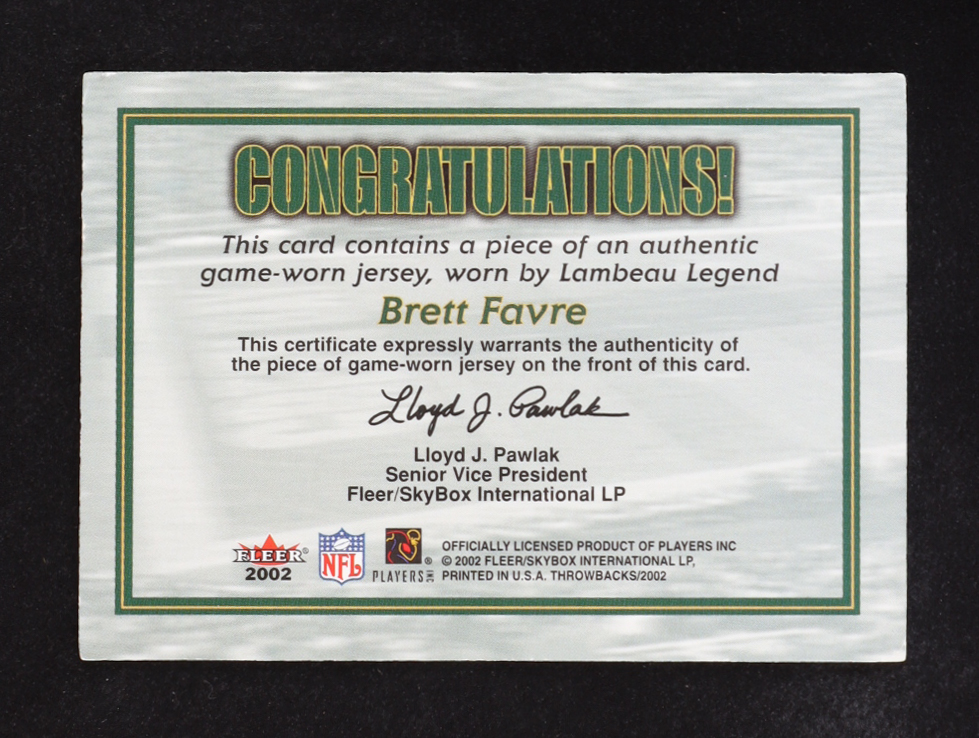 CONGRATULATIONS!
This card contains a piece of an authentic
game-worn jersey, worn by Lambeau Legend
Brett Favre
This certificate expressly warrants the authenticity of
the piece of game-worn jersey on the front of this card.
Lloyd J. Pawlak
Lloyd J. Pawlak
Senior Vice President
Fleer/SkyBox International LP
FLEER®
2002
NFL
PLAYERS INC ®
OFFICIALLY LICENSED PRODUCT OF PLAYERS INC
© 2002 FLEER/SKYBOX INTERNATIONAL LP,
PRINTED IN U.S.A. THROWBACKS/2002